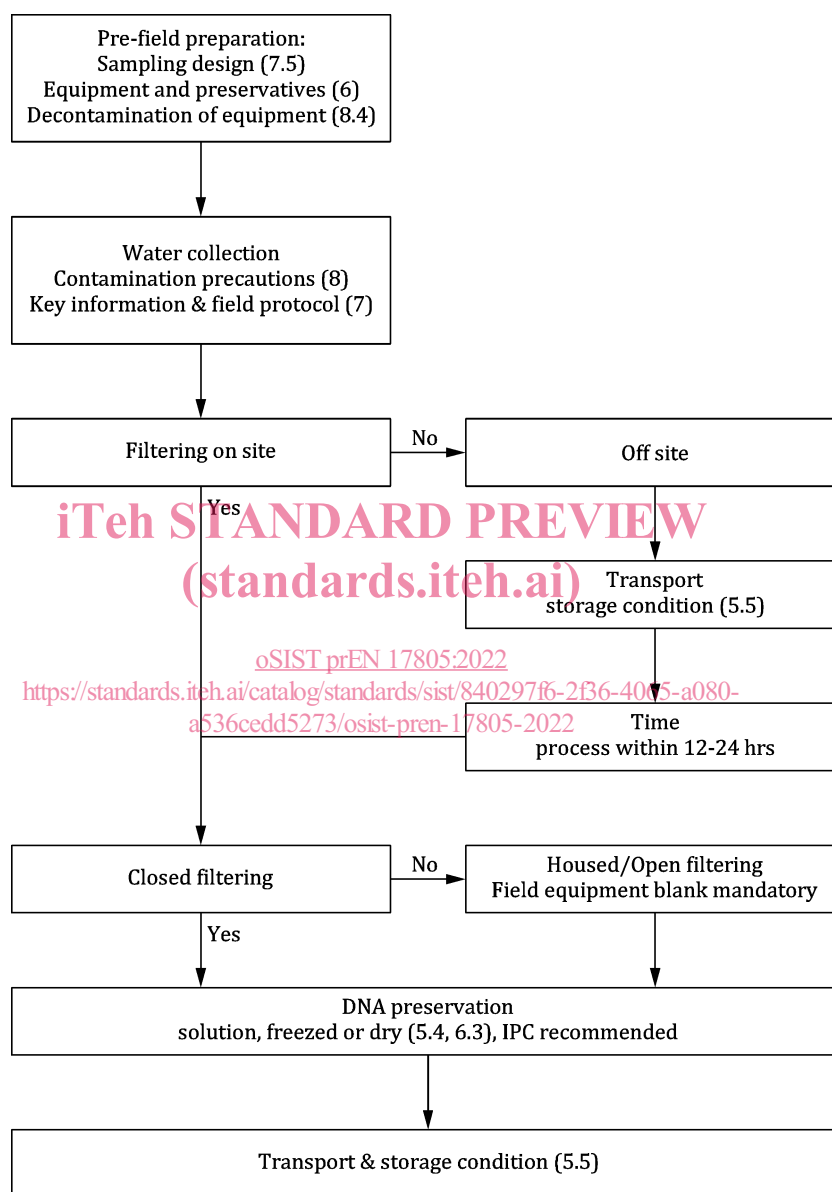 Pre-field preparation:
Sampling design (7.5)
Equipment and preservatives (6)
Decontamination of equipment (8.4)
Water collection
Contamination precautions (8)
Key information & field protocol (7)
Filtering on site
No
Off site
Yes
iTeh STANDARD PREVIEW
(standards.iteh.ai)
Transport
storage condition (5.5)
oSIST prEN 17805:2022
https://standards.iteh.ai/catalog/standards/sist/840297f6-2f36-4065-a080-
a536cedd5273/osist-pren-17805-2022
Time
process within 12-24 hrs
Closed filtering
No
Housed/Open filtering
Field equipment blank mandatory
Yes
DNA preservation
solution, freezed or dry (5.4, 6.3), IPC recommended
Transport & storage condition (5.5)